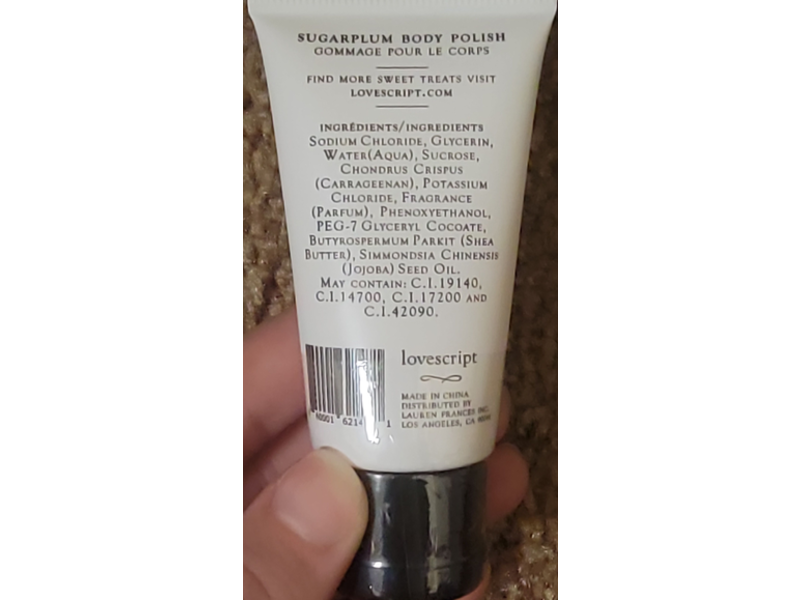 SUGARPLUM BODY POLISH
GOMMAGE POUR LE CORPS
FIND MORE SWEET TREATS VISIT
LOVESCRIPT.COM
INGRÉDIENTS/INGREDIENTS
SODIUM CHLORIDE, GLYCERIN,
WATER(AQUA), SUCROSE,
CHONDRUS CRISPUS
(CARRAGEENAN), POTASSIUM
CHLORIDE, FRAGRANCE
(PARFUM), PHENOXYETHANOL,
PEG-7 GLYCERYL COCOATE,
BUTYROSPERMUM PARKIT (SHEA
BUTTER), SIMMONDSIA CHINENSIS
(JOJOBA) SEED OIL.
MAY CONTAIN: C.I.19140,
C.I.14700, C.I.17200 AND
C.I.42090.
lovescript
MADE IN CHINA
DISTRIBUTED BY
LAUREN FRANCES INC.
LOS ANGELES, CA